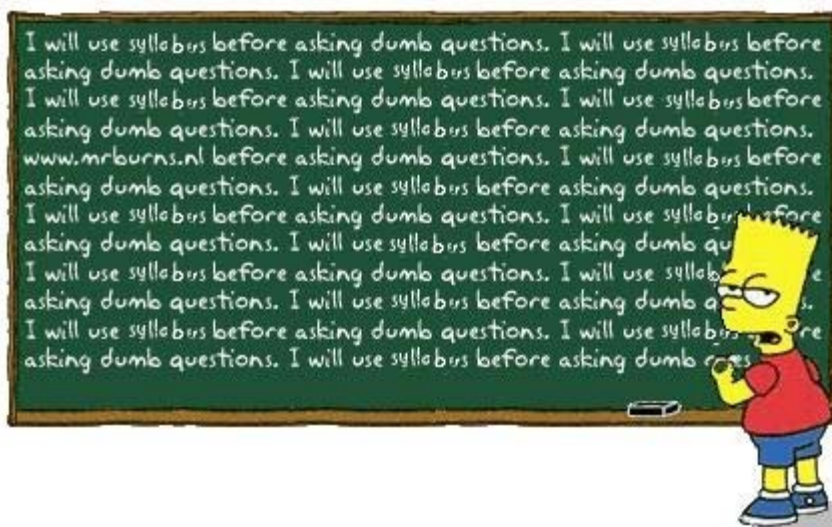 I will use syllabus before asking dumb questions. I will use syllabus before
asking dumb questions. I will use syllabus before asking dumb questions.
I will use syllabus before asking dumb questions. I will use syllabus before
asking dumb questions. I will use syllabus before asking dumb questions.
www.mrburns.nl before asking dumb questions. I will use syllabus before
asking dumb questions. I will use syllabus before asking dumb questions.
I will use syllabus before asking dumb questions. I will use
asking dumb questions. I will use syllabus before asking dumb
I will use syllabus before asking dumb questions. I will use
asking dumb questions. I will use syllabus before asking dumb
I will use syllabus before asking dumb questions. I will use
asking dumb questions. I will use syllabus before asking dumb